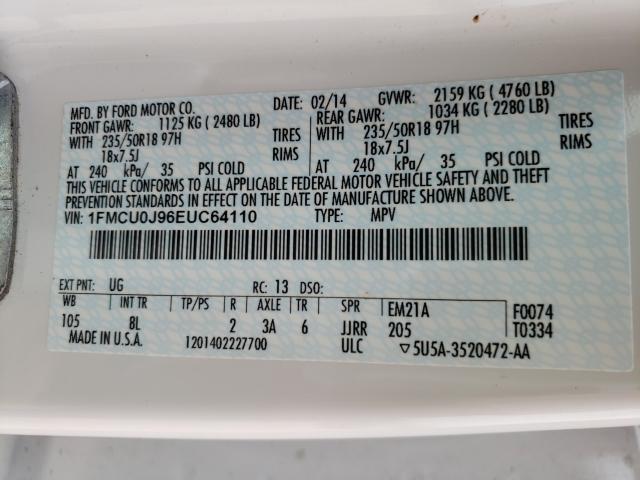 MFD. BY FORD MOTOR CO.
DATE: 02/14 GVWR: 2159 KG ( 4760 LB)
FRONT GAWR: 1125 KG ( 2480 LB) REAR GAWR: 1034 KG ( 2280 LB)
WITH 235/50R18 97H TIRES WITH 235/50R18 97H TIRES
18x7.5J RIMS 18x7.5J RIMS
AT 240 kPa/ 35 PSI COLD AT 240 kPa/ 35 PSI COLD
THIS VEHICLE CONFORMS TO ALL APPLICABLE FEDERAL MOTOR VEHICLE SAFETY AND THEFT
PREVENTION STANDARDS IN EFFECT ON THE DATE OF MANUFACTURE SHOWN ABOVE.
VIN: 1FMCU0J96EUC64110 TYPE: MPV
EXT PNT: UG RC: 13 DSO:
WB INT TR TP/PS R AXLE TR SPR EM21A F0074
105 8L 2 3A 6 JJRR 205 T0334
MADE IN U.S.A. 1201402227700 ULC ▽5U5A-3520472-AA